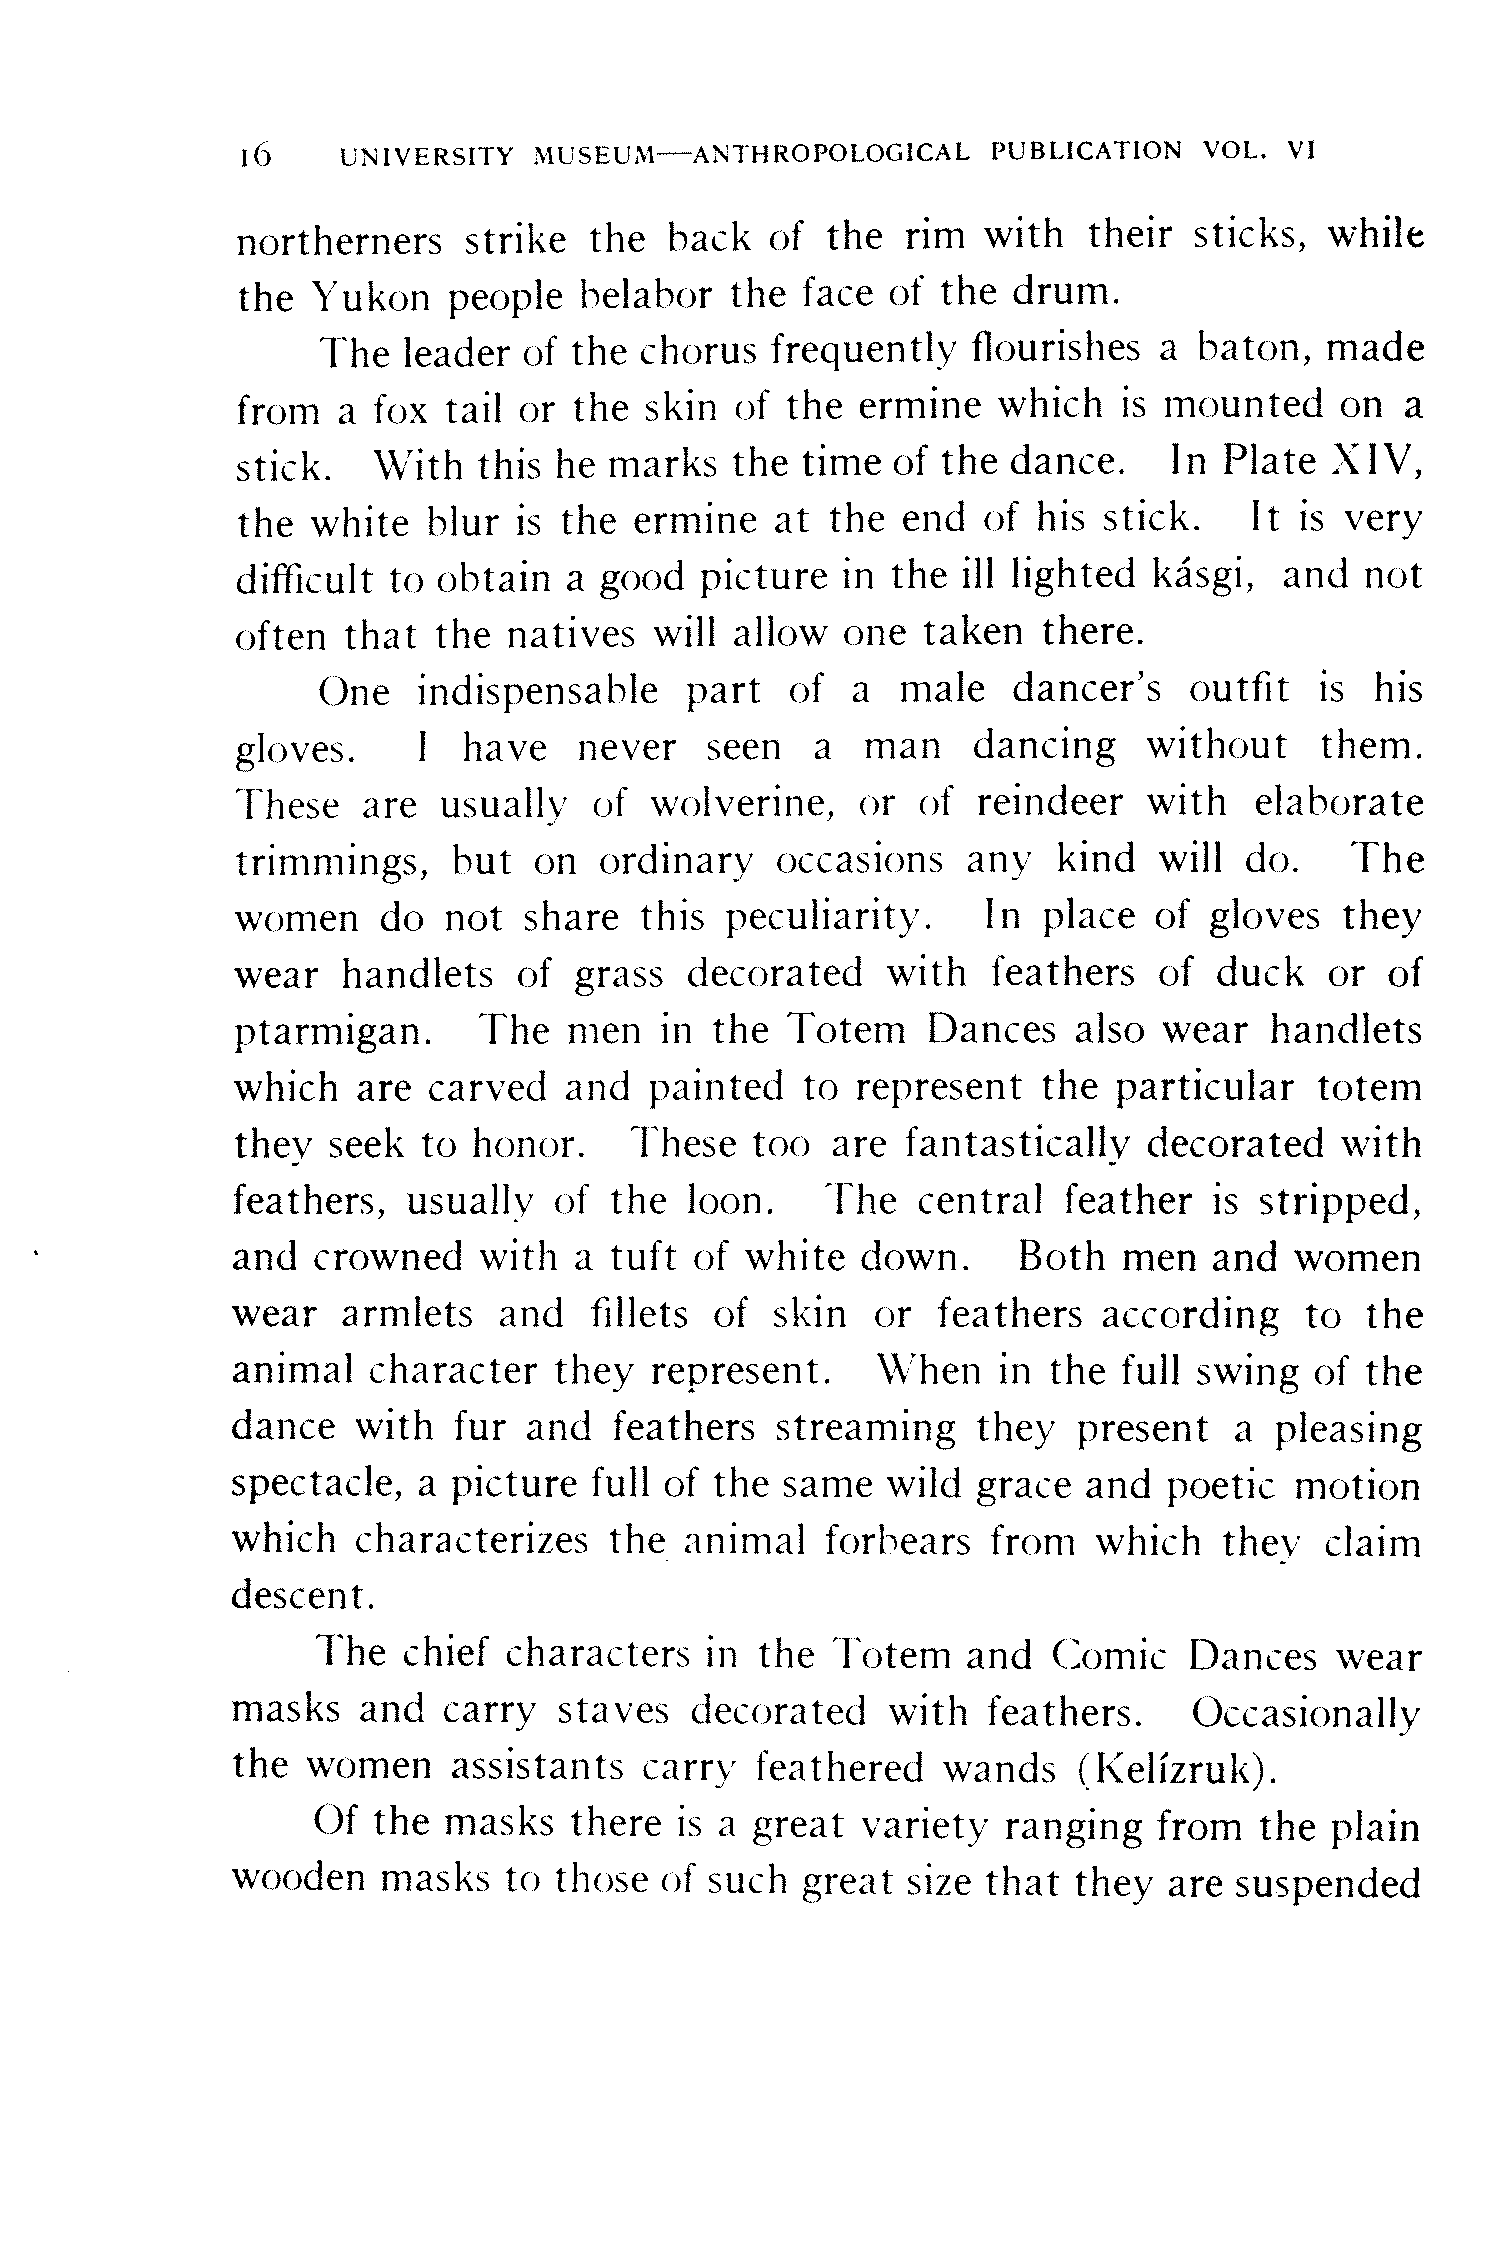 16 UNIVERSITY MUSEUM—ANTHROPOLOGICAL PUBLICATION VOL. VI
northerners strike the back of the rim with their sticks, while
the Yukon people belabor the face of the drum.
The leader of the chorus frequently flourishes a baton, made
from a fox tail or the skin of the ermine which is mounted on a
stick. With this he marks the time of the dance. In Plate XIV,
the white blur is the ermine at the end of his stick. It is very
difficult to obtain a good picture in the ill lighted kásgi, and not
often that the natives will allow one taken there.
One indispensable part of a male dancer's outfit is his
gloves. I have never seen a man dancing without them.
These are usually of wolverine, or of reindeer with elaborate
trimmings, but on ordinary occasions any kind will do. The
women do not share this peculiarity. In place of gloves they
wear handlets of grass decorated with feathers of duck or of
ptarmigan. The men in the Totem Dances also wear handlets
which are carved and painted to represent the particular totem
they seek to honor. These too are fantastically decorated with
feathers, usually of the loon. The central feather is stripped,
and crowned with a tuft of white down. Both men and women
wear armlets and fillets of skin or feathers according to the
animal character they represent. When in the full swing of the
dance with fur and feathers streaming they present a pleasing
spectacle, a picture full of the same wild grace and poetic motion
which characterizes the animal forbears from which they claim
descent.
The chief characters in the Totem and Comic Dances wear
masks and carry staves decorated with feathers. Occasionally
the women assistants carry feathered wands (Kelízruk).
Of the masks there is a great variety ranging from the plain
wooden masks to those of such great size that they are suspended